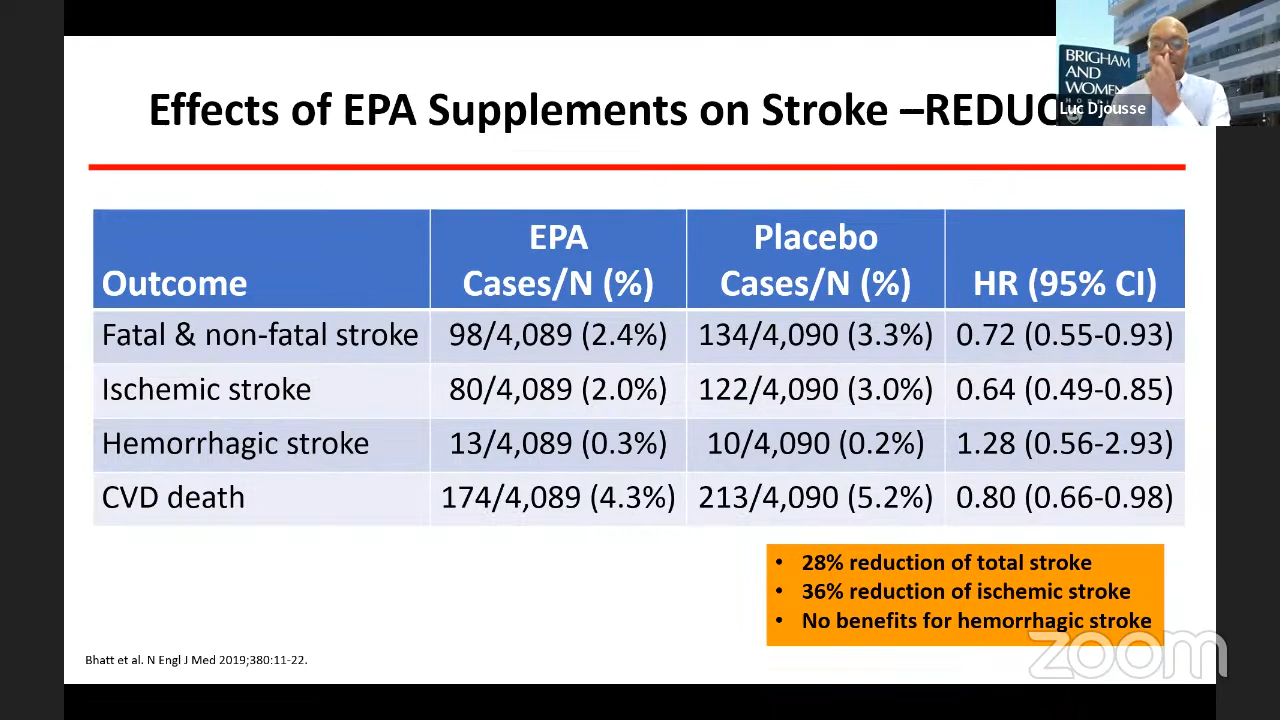 BRIGHAM
AND
WOMEN
Luc Djousse
Effects of EPA Supplements on Stroke –REDUC
Outcome EPA Cases/N (%) Placebo Cases/N (%) HR (95% CI)
Fatal & non-fatal stroke 98/4,089 (2.4%) 134/4,090 (3.3%) 0.72 (0.55-0.93)
Ischemic stroke 80/4,089 (2.0%) 122/4,090 (3.0%) 0.64 (0.49-0.85)
Hemorrhagic stroke 13/4,089 (0.3%) 10/4,090 (0.2%) 1.28 (0.56-2.93)
CVD death 174/4,089 (4.3%) 213/4,090 (5.2%) 0.80 (0.66-0.98)
• 28% reduction of total stroke
• 36% reduction of ischemic stroke
• No benefits for hemorrhagic stroke
zoom
Bhatt et al. N Engl J Med 2019;380:11-22.